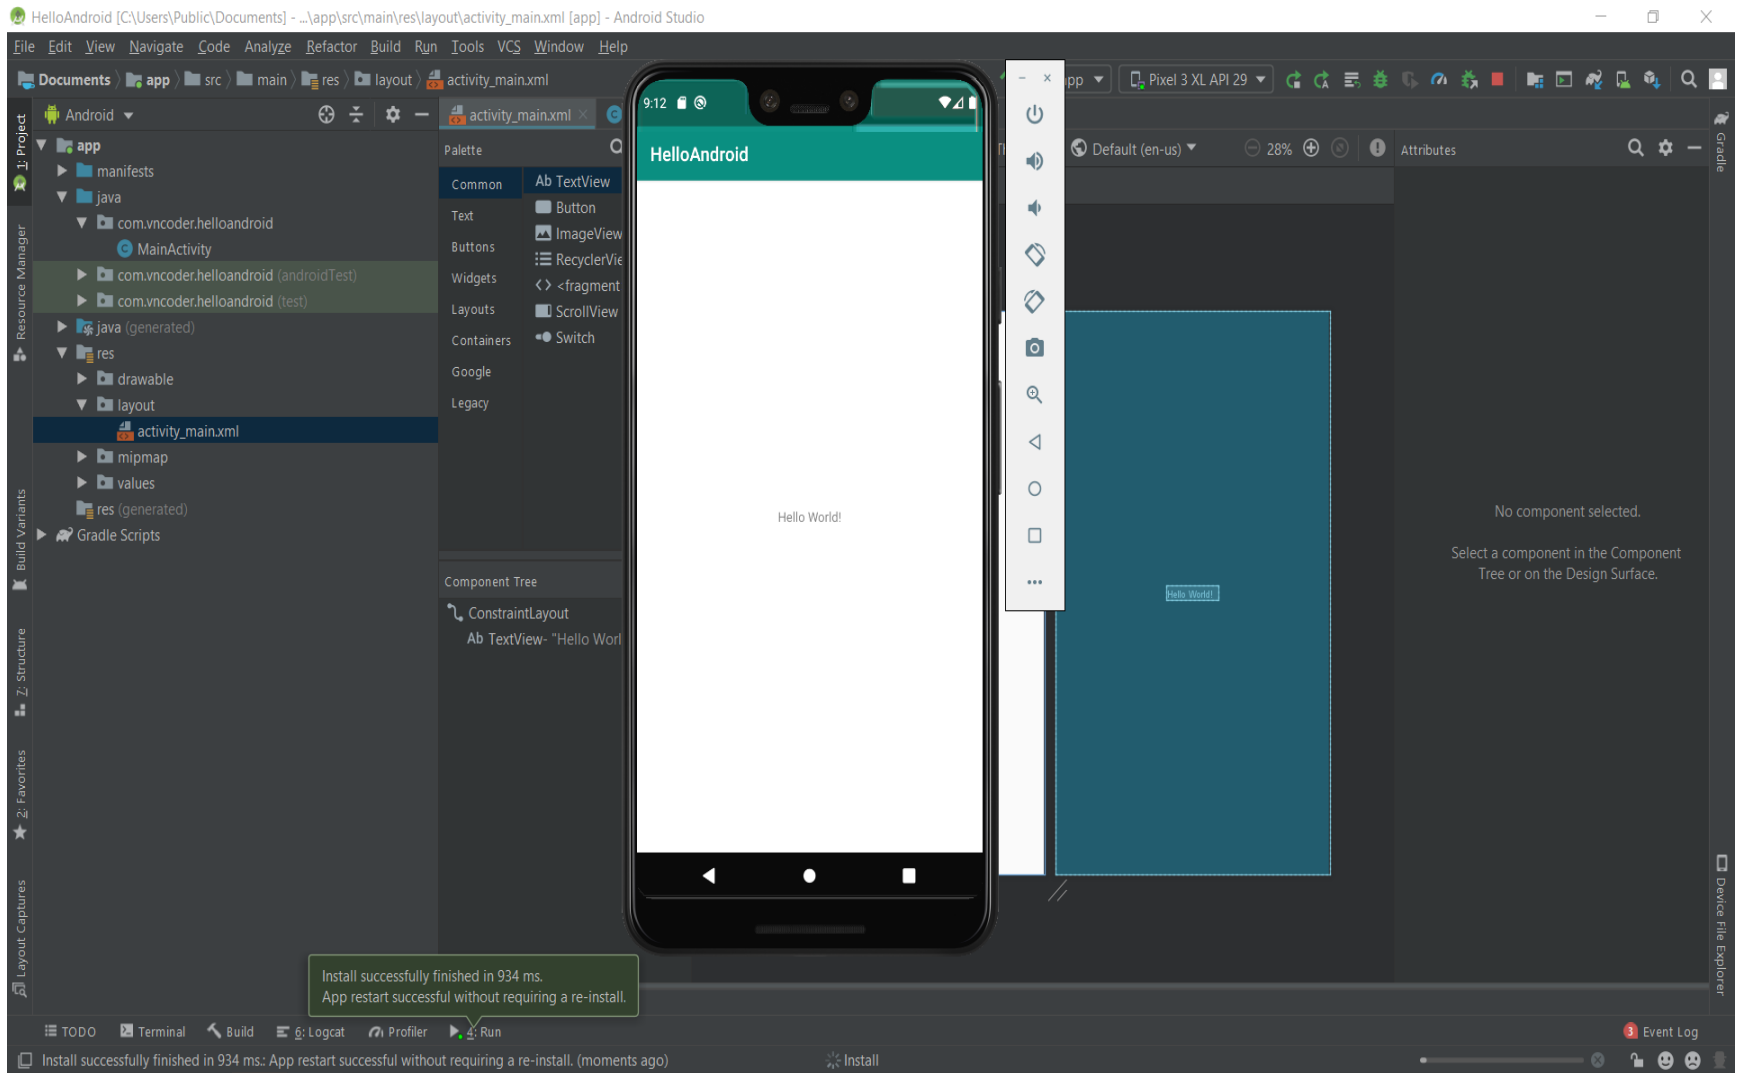 HelloAndroid [C:\Users\Public\Documents] - ...\app\src\main\res\layout\activity_main.xml [app] - Android Studio
File Edit View Navigate Code Analyze Refactor Build Run Tools VCS Window Help
Documents app src main res layout activity_main.xml
Pixel 3 XL API 29
1: Project
Resource Manager
Build Variants
7: Structure
2: Favorites
Layout Captures
Android
app
manifests
java
com.vncoder.helloandroid
MainActivity
com.vncoder.helloandroid (androidTest)
com.vncoder.helloandroid (test)
java (generated)
res
drawable
layout
activity_main.xml
mipmap
values
res (generated)
Gradle Scripts
activity_main.xml
Palette
Common
Text
Buttons
Widgets
Layouts
Containers
Google
Legacy
Ab TextView
Button
ImageView
RecyclerVie
<fragment
ScrollView
Switch
Component Tree
ConstraintLayout
Ab TextView- "Hello Worl
9:12
HelloAndroid
Hello World!
Default (en-us)
28%
Hello World!
Attributes
No component selected.
Select a component in the Component
Tree or on the Design Surface.
Gradle
Device File Explorer
Install successfully finished in 934 ms.
App restart successful without requiring a re-install.
TODO Terminal Build 6: Logcat Profiler 4: Run
3 Event Log
Install successfully finished in 934 ms.: App restart successful without requiring a re-install. (moments ago)
Install